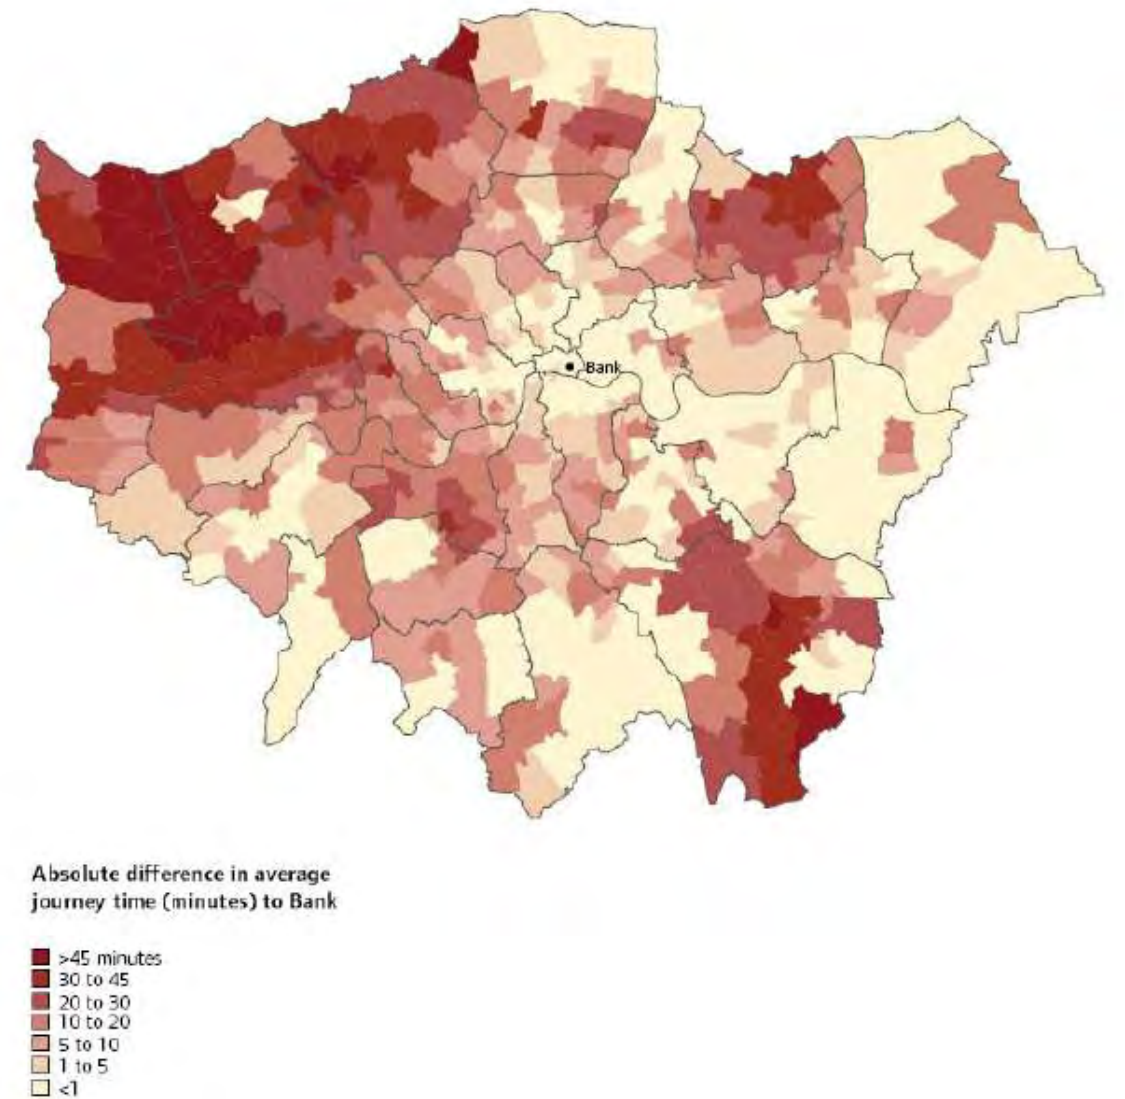 Bank
Absolute difference in average
journey time (minutes) to Bank
>45 minutes
30 to 45
20 to 30
10 to 20
5 to 10
1 to 5
<1